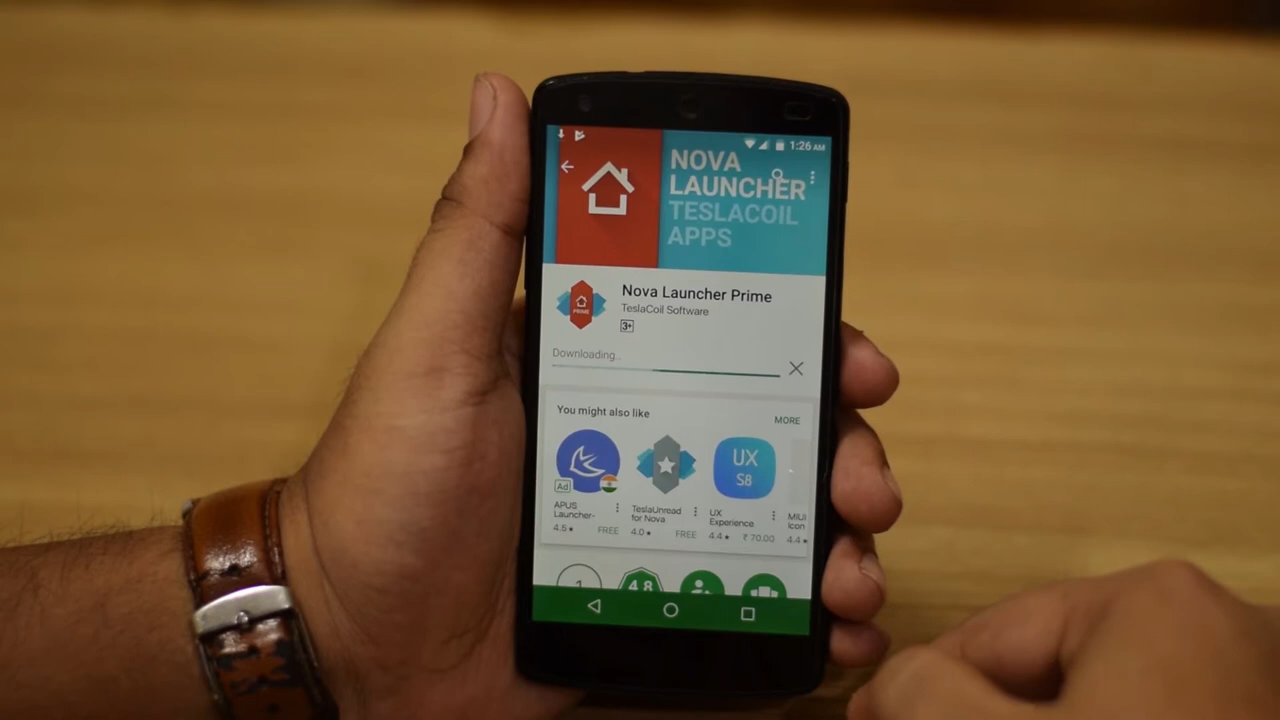 1:26 AM
NOVA
LAUNCHER
TESLACOIL
APPS
PRIME
Nova Launcher Prime
TeslaCoil Software
3+
Downloading..
You might also like
MORE
UX
S8
Ad
APUS
Launcher-
4.5★ FREE
TeslaUnread
for Nova
4.0★ FREE
UX
Experience
4.4★ ₹ 70.00
MIUI
Icon
4.4★
1
4.8